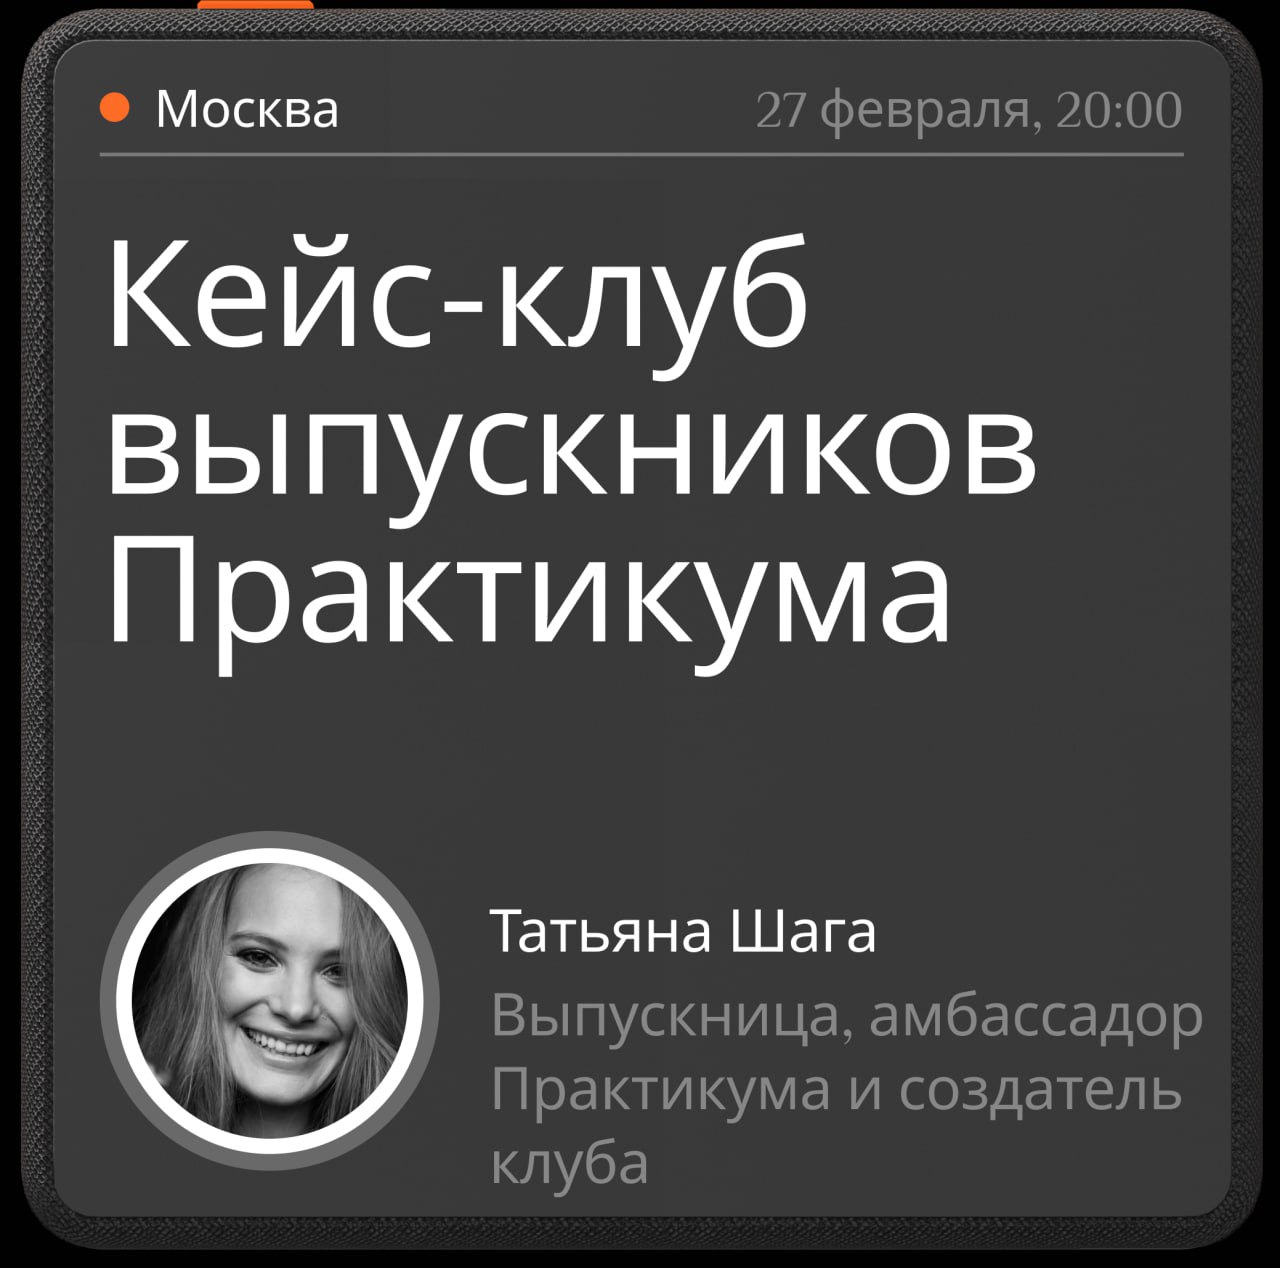 Москва
27 февраля, 20:00
Кейс-клуб
выпускников
Практикума
Татьяна Шага
Выпускница, амбассадор
Практикума и создатель
клуба